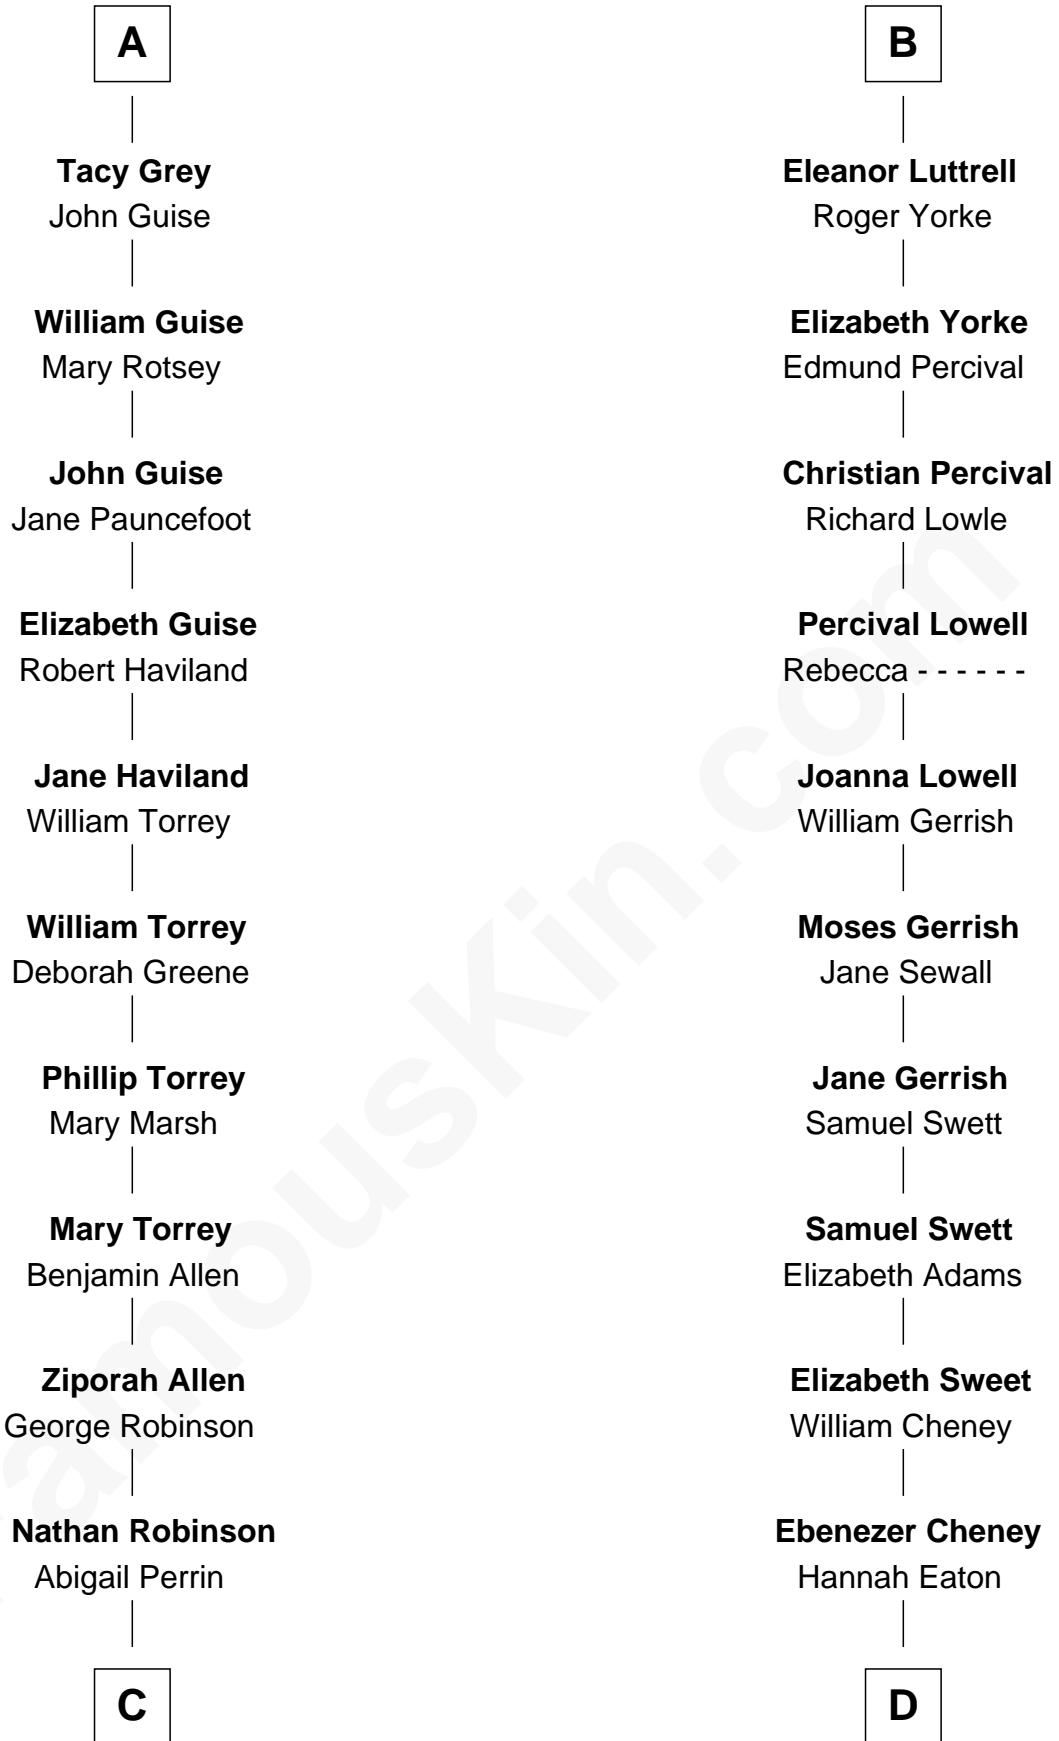 A
Tacy Grey
John Guise
William Guise
Mary Rotsey
John Guise
Jane Pauncefoot
Elizabeth Guise
Robert Haviland
Jane Haviland
William Torrey
William Torrey
Deborah Greene
Phillip Torrey
Mary Marsh
Mary Torrey
Benjamin Allen
Ziporah Allen
George Robinson
Nathan Robinson
Abigail Perrin
C
B
Eleanor Luttrell
Roger Yorke
Elizabeth Yorke
Edmund Percival
Christian Percival
Richard Lowle
Percival Lowell
Rebecca - - - - - -
Joanna Lowell
William Gerrish
Moses Gerrish
Jane Sewall
Jane Gerrish
Samuel Swett
Samuel Swett
Elizabeth Adams
Elizabeth Sweet
William Cheney
Ebenezer Cheney
Hannah Eaton
D
FamousKin.com